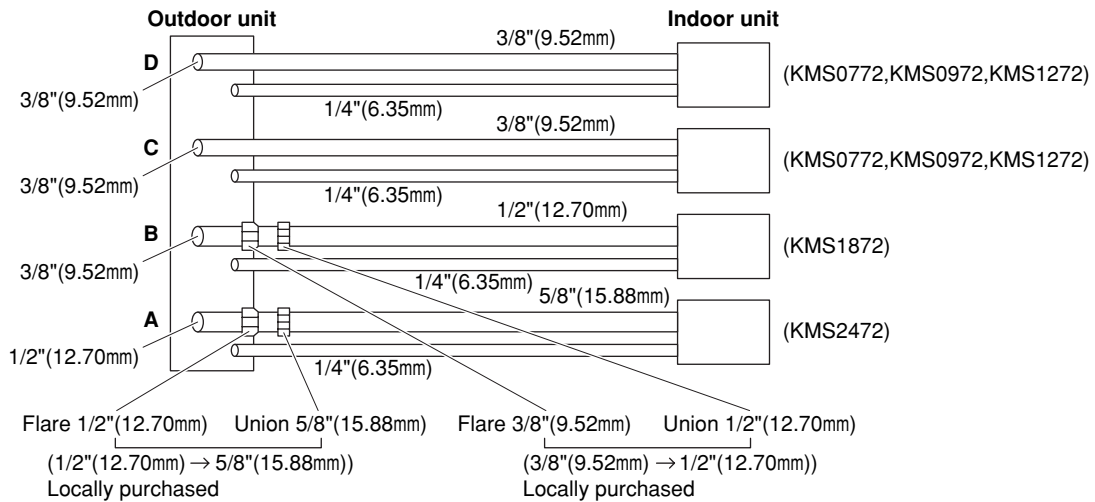 Outdoor unit
Indoor unit
3/8"(9.52mm)
D
(KMS0772,KMS0972,KMS1272)
3/8"(9.52mm)
1/4"(6.35mm)
3/8"(9.52mm)
C
(KMS0772,KMS0972,KMS1272)
3/8"(9.52mm)
1/4"(6.35mm)
1/2"(12.70mm)
B
(KMS1872)
3/8"(9.52mm)
1/4"(6.35mm)
5/8"(15.88mm)
A
(KMS2472)
1/2"(12.70mm)
1/4"(6.35mm)
Flare 1/2"(12.70mm) Union 5/8"(15.88mm)
(1/2"(12.70mm) → 5/8"(15.88mm))
Locally purchased
Flare 3/8"(9.52mm) Union 1/2"(12.70mm)
(3/8"(9.52mm) → 1/2"(12.70mm))
Locally purchased